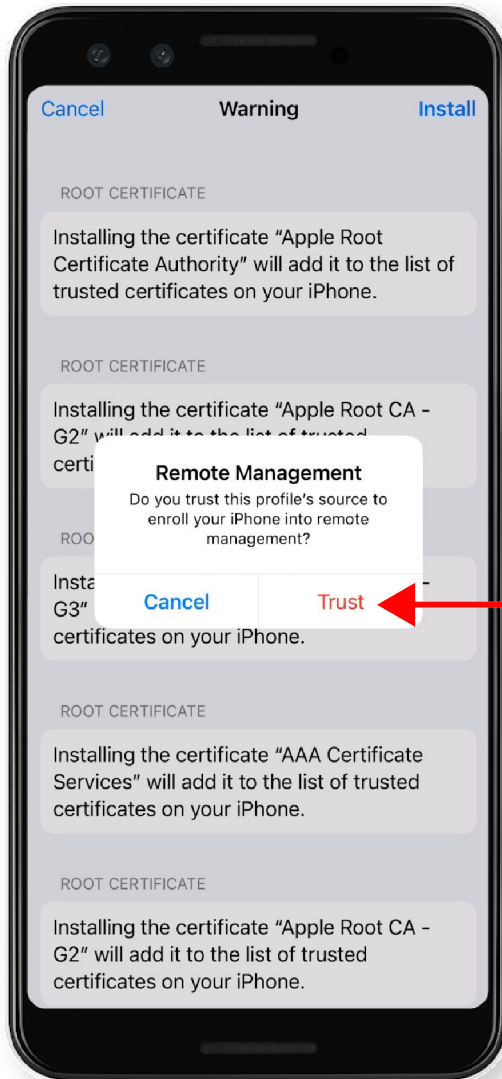 Cancel Warning Install
ROOT CERTIFICATE
Installing the certificate “Apple Root
Certificate Authority” will add it to the list of
trusted certificates on your iPhone.
ROOT CERTIFICATE
Installing the certificate “Apple Root CA -
G2” will add it to the list of trusted
certi
Remote Management
Do you trust this profile’s source to
enroll your iPhone into remote
management?
Cancel Trust
ROO
Insta -
G3”
certificates on your iPhone.
ROOT CERTIFICATE
Installing the certificate “AAA Certificate
Services” will add it to the list of trusted
certificates on your iPhone.
ROOT CERTIFICATE
Installing the certificate “Apple Root CA -
G2” will add it to the list of trusted
certificates on your iPhone.